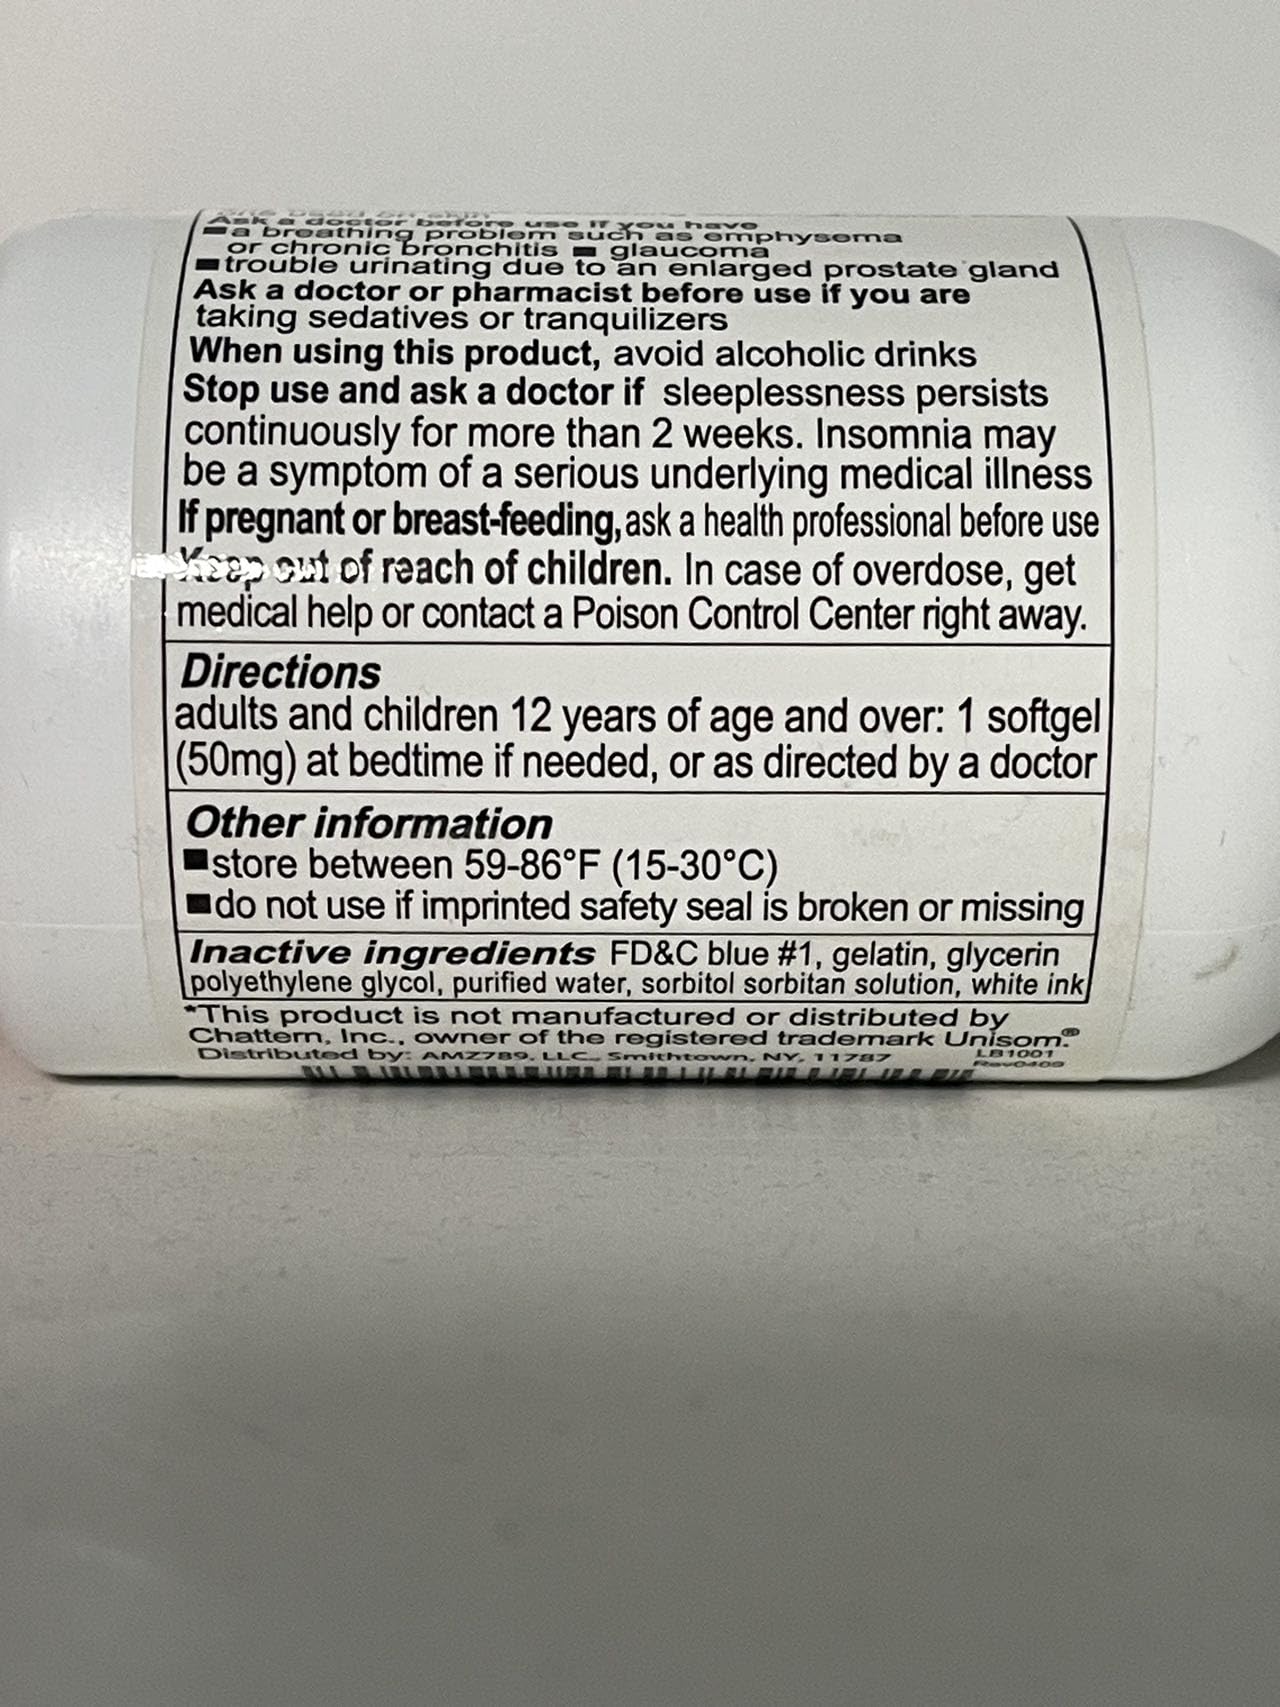 Ask a doctor before use if you have
■ a breathing problem such as emphysema
or chronic bronchitis ■ glaucoma
■ trouble urinating due to an enlarged prostate gland
Ask a doctor or pharmacist before use if you are
taking sedatives or tranquilizers
When using this product, avoid alcoholic drinks
Stop use and ask a doctor if sleeplessness persists
continuously for more than 2 weeks. Insomnia may
be a symptom of a serious underlying medical illness
If pregnant or breast-feeding, ask a health professional before use
Keep out of reach of children. In case of overdose, get
medical help or contact a Poison Control Center right away.
Directions
adults and children 12 years of age and over: 1 softgel
(50mg) at bedtime if needed, or as directed by a doctor
Other information
■ store between 59-86°F (15-30°C)
■ do not use if imprinted safety seal is broken or missing
Inactive ingredients FD&C blue #1, gelatin, glycerin
polyethylene glycol, purified water, sorbitol sorbitan solution, white ink
*This product is not manufactured or distributed by
Chattem, Inc., owner of the registered trademark Unisom.®
Distributed by: AMZ789, LLC., Smithtown, NY, 11787 LB1001
Rev0409